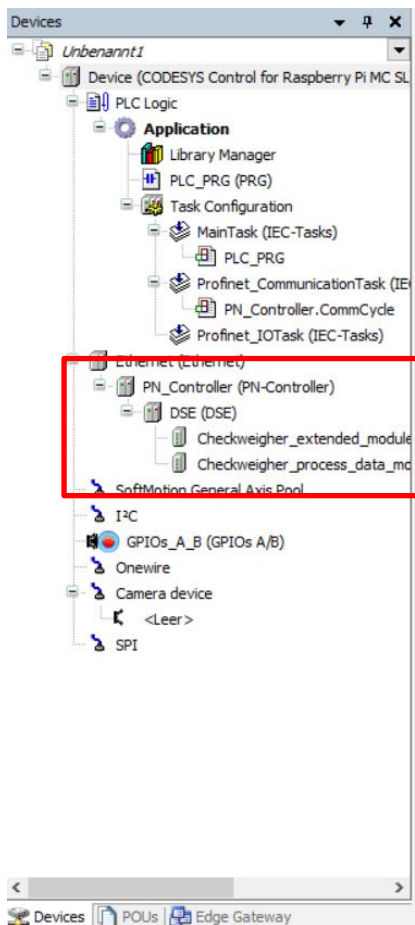 Devices
Unbenannt1
Device (CODESYS Control for Raspberry Pi MC SL
PLC Logic
Application
Library Manager
PLC_PRG (PRG)
Task Configuration
MainTask (IEC-Tasks)
PLC_PRG
Profinet_CommunicationTask (IE
PN_Controller.CommCycle
Profinet_IOTask (IEC-Tasks)
Ethernet (Ethernet)
PN_Controller (PN-Controller)
DSE (DSE)
Checkweigher_extended_module
Checkweigher_process_data_mo
SoftMotion General Axis Pool
I²C
GPIOs_A_B (GPIOs A/B)
Onewire
Camera device
<Leer>
SPI
Devices POUs Edge Gateway